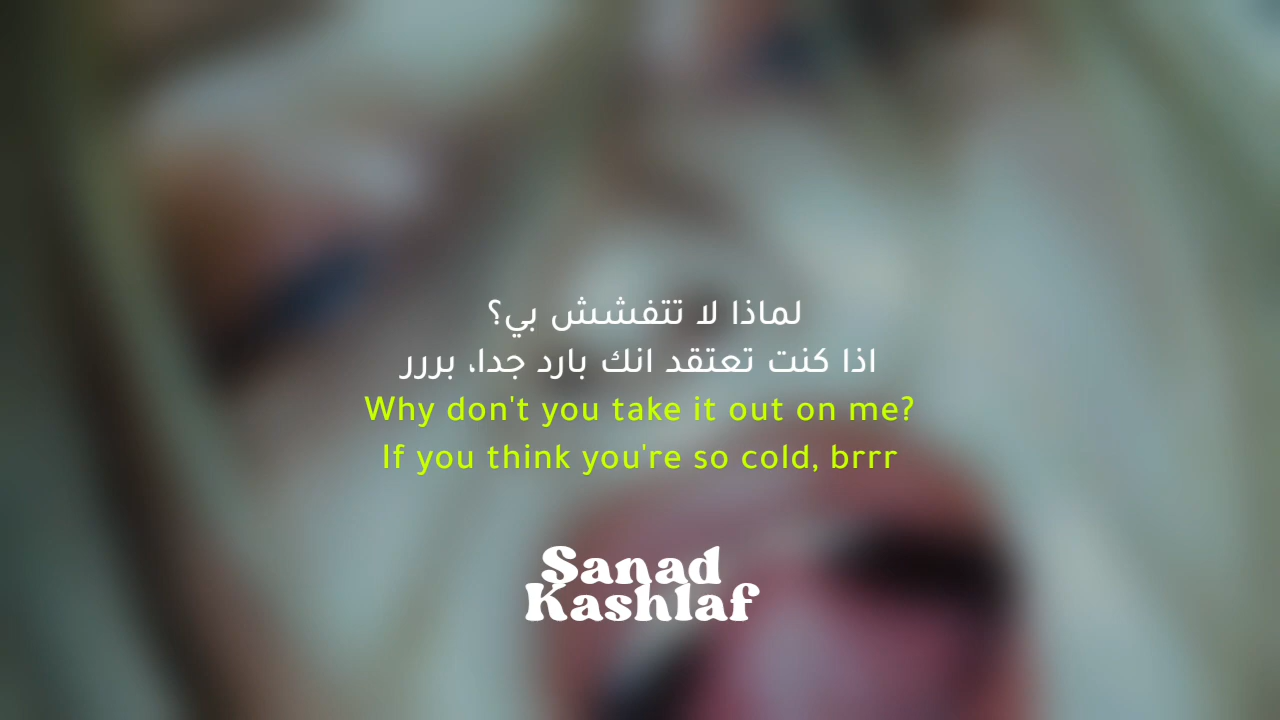 لماذا لا تتفشش بي؟
اذا كنت تعتقد انك بارد جدا، بررر
Why don't you take it out on me?
If you think you're so cold, brrr
Sanad
Kashlaf